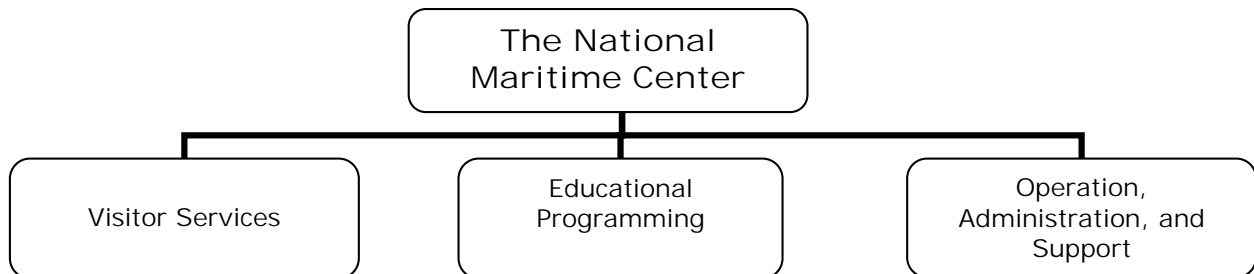 The National
Maritime Center
Visitor Services
Educational
Programming
Operation,
Administration, and
Support